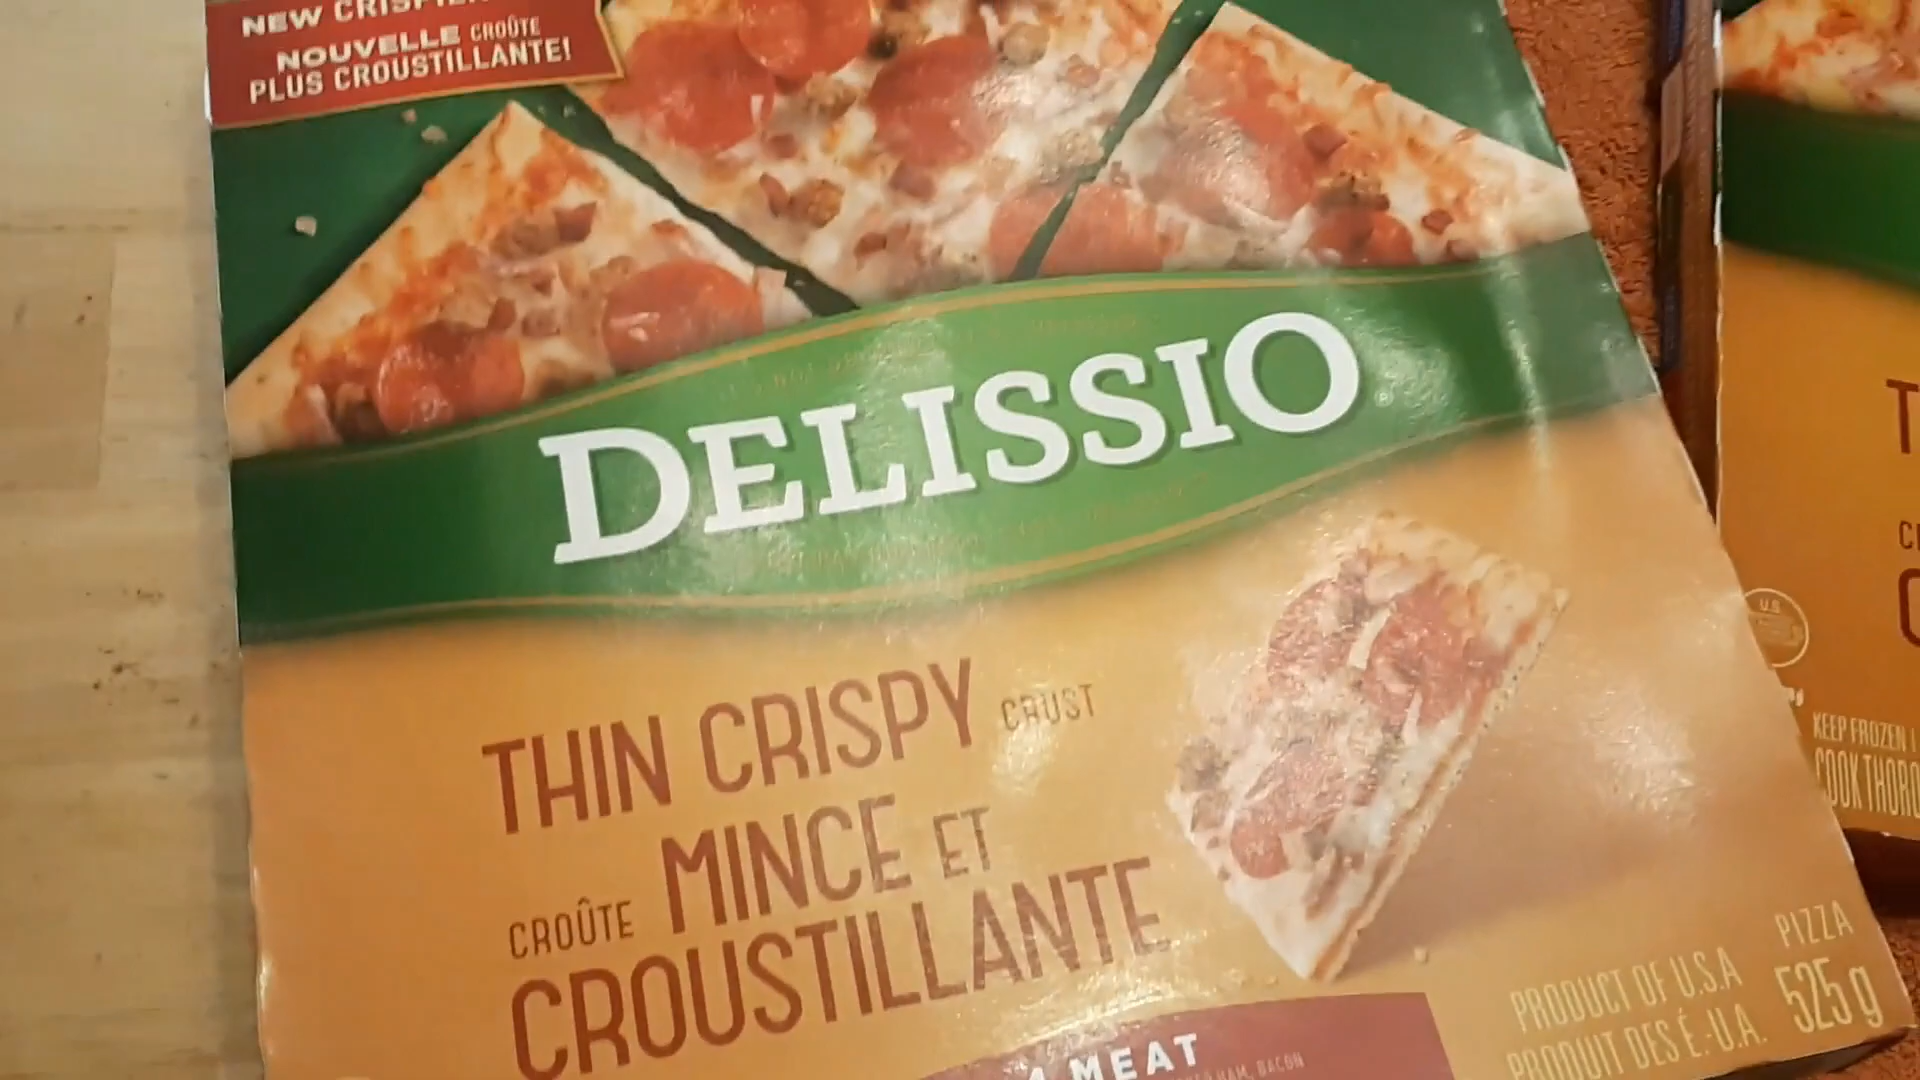 NEW CRISPIER
NOUVELLE CROÛTE
PLUS CROUSTILLANTE!
DELISSIO
THIN CRISPY CRUST
CROÛTE MINCE ET
CROUSTILLANTE
4 MEAT
HAM, BACON
PIZZA
525 g
PRODUCT OF U.S.A
PRODUIT DES É.-U.A.
U.S
KEEP FROZEN
COOK THORO